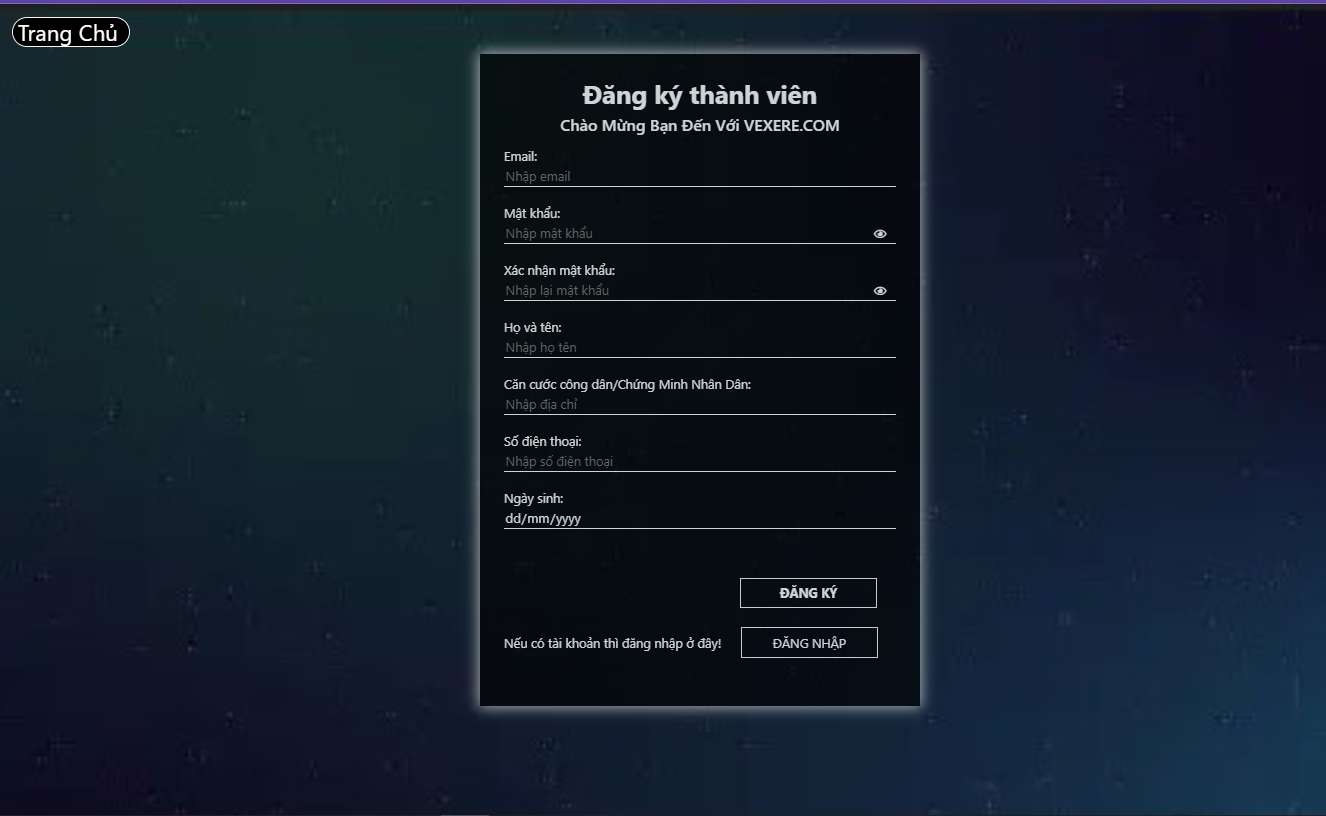 Trang Chủ
Đăng ký thành viên
Chào Mừng Bạn Đến Với VEXERE.COM
Email:
Nhập email
Mật khẩu:
Nhập mật khẩu
Xác nhận mật khẩu:
Nhập lại mật khẩu
Họ và tên:
Nhập họ tên
Căn cước công dân/Chứng Minh Nhân Dân:
Nhập địa chỉ
Số điện thoại:
Nhập số điện thoại
Ngày sinh:
dd/mm/yyyy
ĐĂNG KÝ
Nếu có tài khoản thì đăng nhập ở đây! ĐĂNG NHẬP